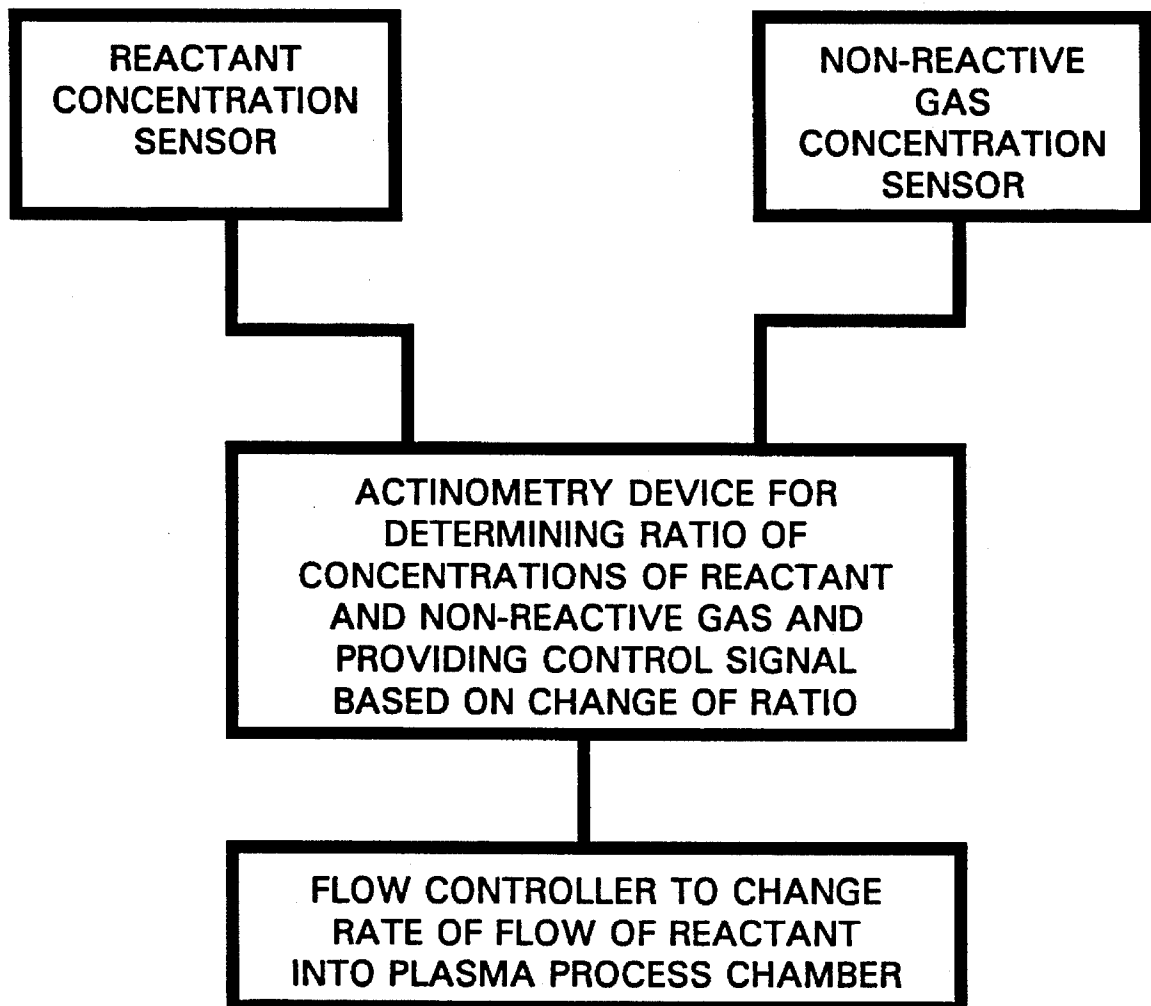 REACTANT
CONCENTRATION
SENSOR
NON-REACTIVE
GAS
CONCENTRATION
SENSOR
ACTINOMETRY DEVICE FOR
DETERMINING RATIO OF
CONCENTRATIONS OF REACTANT
AND NON-REACTIVE GAS AND
PROVIDING CONTROL SIGNAL
BASED ON CHANGE OF RATIO
FLOW CONTROLLER TO CHANGE
RATE OF FLOW OF REACTANT
INTO PLASMA PROCESS CHAMBER